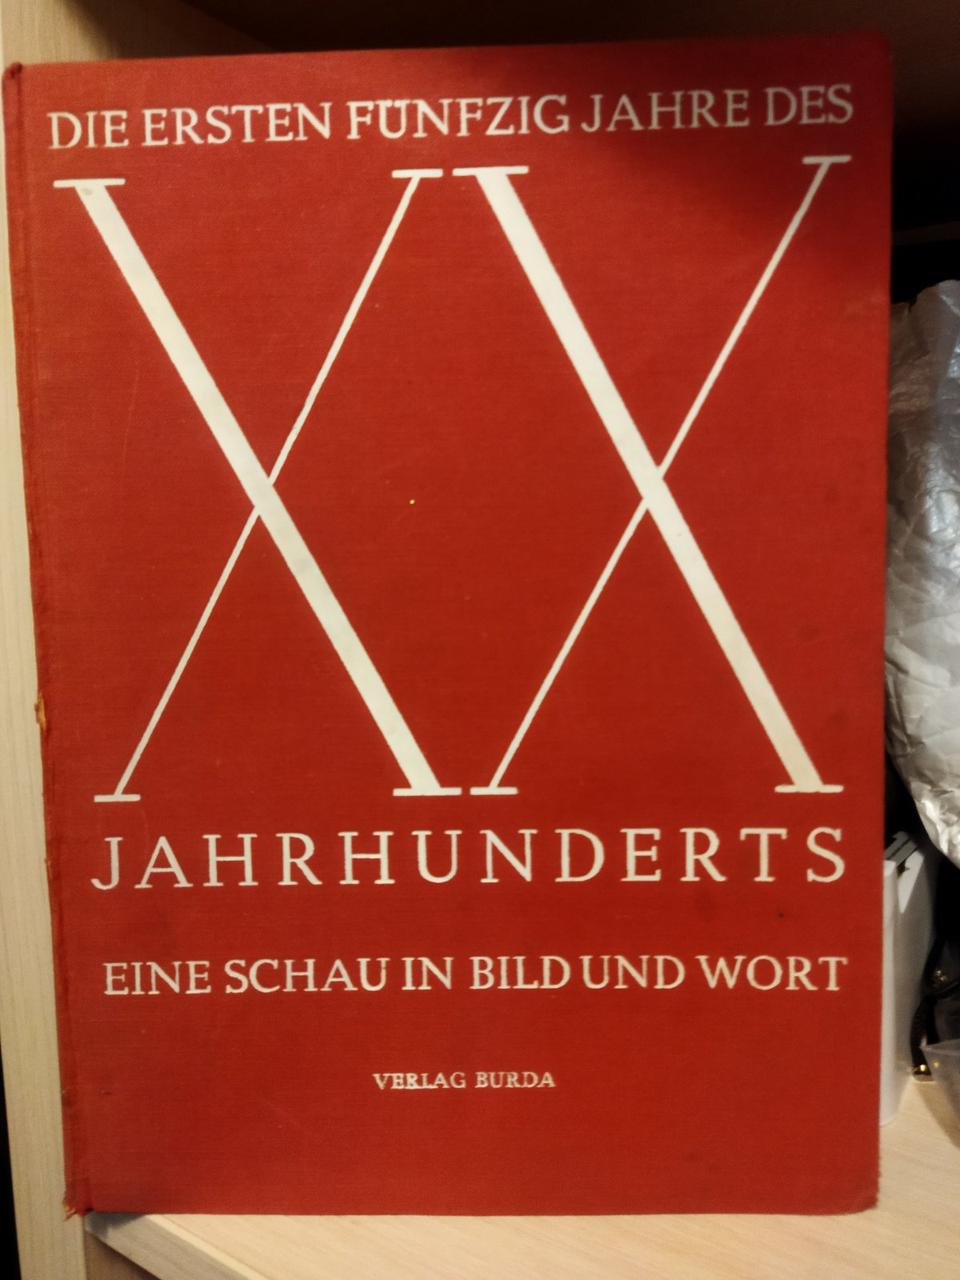 DIE ERSTEN FÜNFZIG JAHRE DES
XX
JAHRHUNDERTS
EINE SCHAU IN BILD UND WORT
VERLAG BURDA